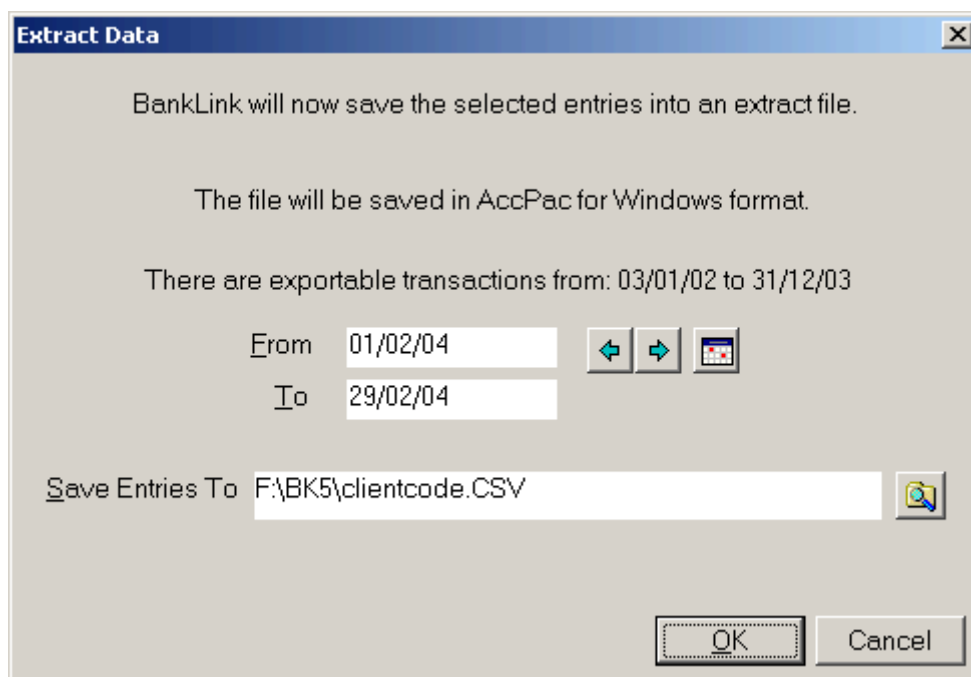 Extract Data
BankLink will now save the selected entries into an extract file.
The file will be saved in AccPac for Windows format.
There are exportable transactions from: 03/01/02 to 31/12/03
From 01/02/04
To 29/02/04
Save Entries To F:\BK5\clientcode.CSV
OK Cancel